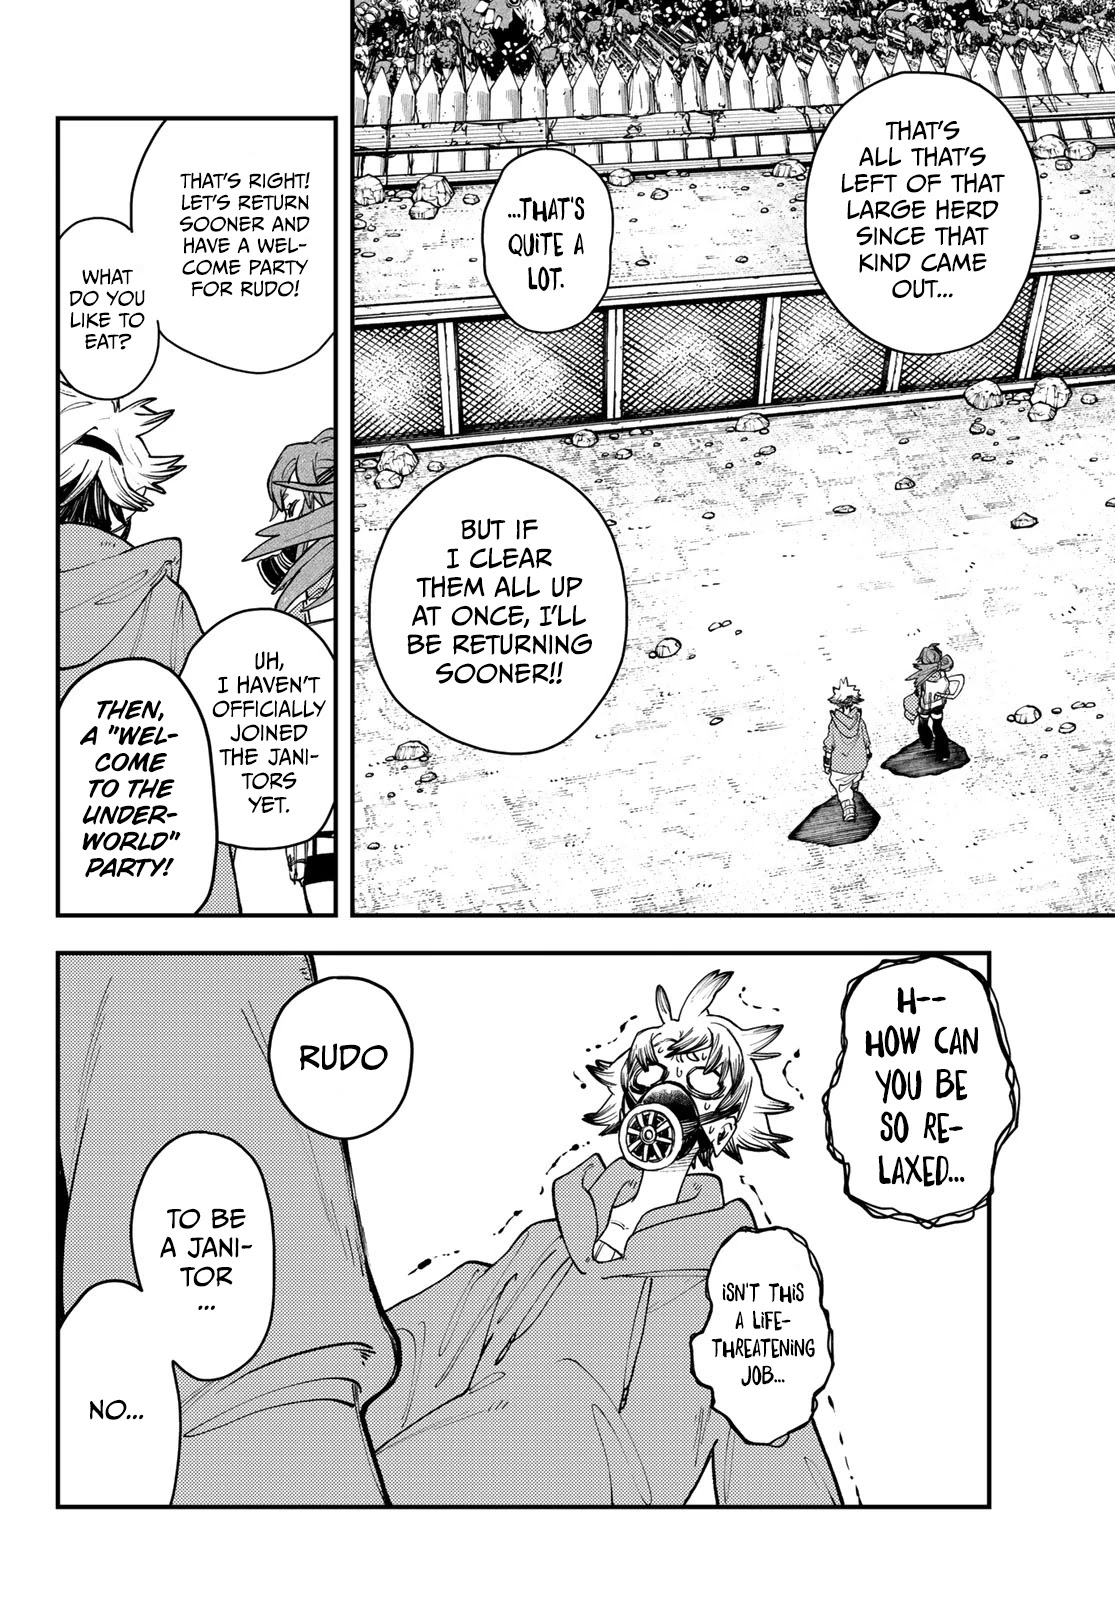 THAT'S
ALL THAT'S
LEFT OF THAT
LARGE HERD
SINCE THAT
KIND CAME
OUT...
...THAT'S
QUITE A
LOT.
BUT IF
I CLEAR
THEM ALL UP
AT ONCE, I'LL
BE RETURNING
SOONER!!
THAT'S RIGHT!
LET'S RETURN
SOONER AND
HAVE A WEL-
COME PARTY
FOR RUDO!
WHAT
DO YOU
LIKE TO
EAT?
UH,
I HAVEN'T
OFFICIALLY
JOINED
THE JANI-
TORS
YET.
THEN,
A "WEL-
COME
TO THE
UNDER-
WORLD"
PARTY!
H--
HOW CAN
YOU BE
SO RE-
LAXED...
ISN'T THIS
A LIFE-
THREATENING
JOB...
RUDO
TO BE
A JANI-
TOR
...
NO...